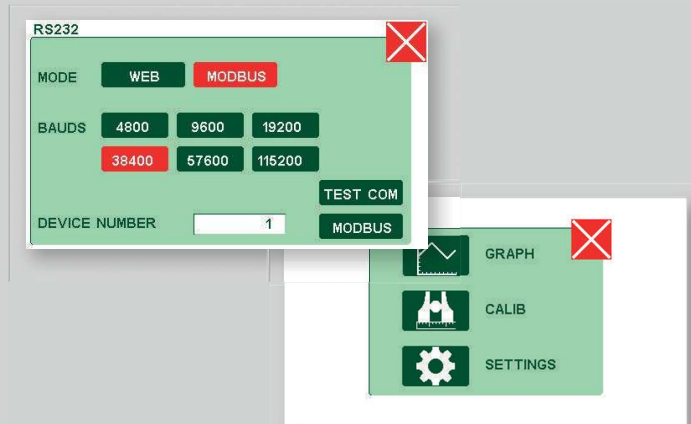 RS232
MODE WEB MODBUS
BAUDS 4800 9600 19200
38400 57600 115200
TEST COM
DEVICE NUMBER 1 MODBUS
GRAPH
CALIB
SETTINGS